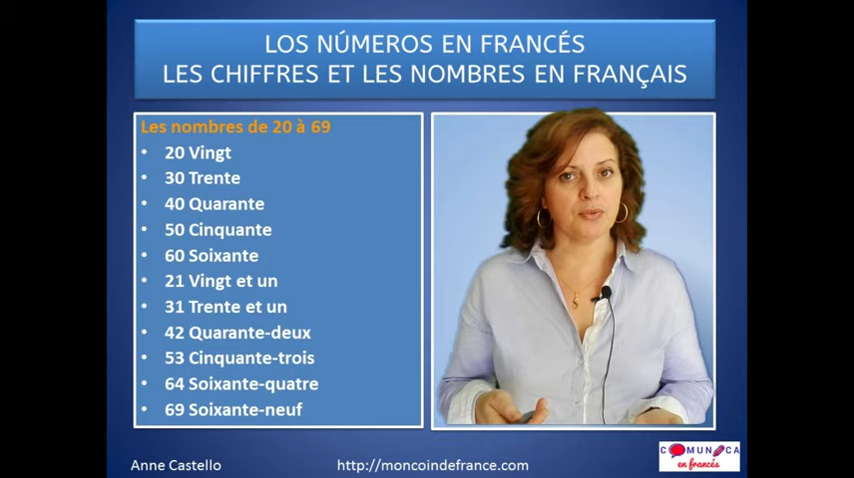 LOS NÚMEROS EN FRANCÉS
LES CHIFFRES ET LES NOMBRES EN FRANÇAIS
Les nombres de 20 à 69
• 20 Vingt
• 30 Trente
• 40 Quarante
• 50 Cinquante
• 60 Soixante
• 21 Vingt et un
• 31 Trente et un
• 42 Quarante-deux
• 53 Cinquante-trois
• 64 Soixante-quatre
• 69 Soixante-neuf
Anne Castello
http://moncoindefrance.com
COMUNICA
en francés